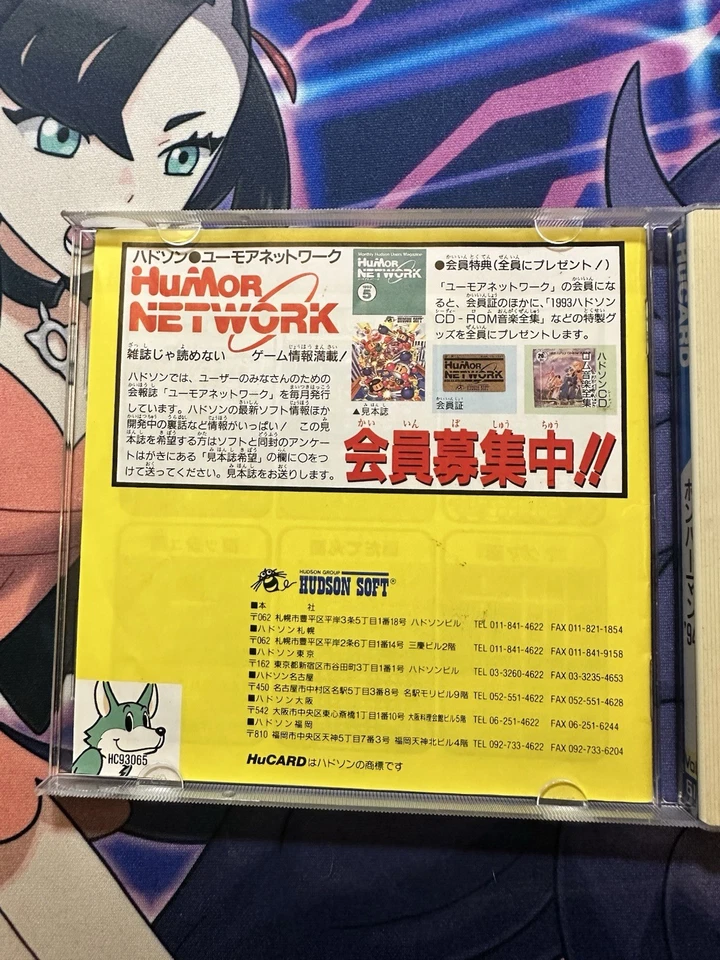 ハドソン●ユーモアネットワーク
HuMOR
NETWORK
雑誌じゃ読めない ゲーム情報満載!
ハドソンでは、ユーザーのみなさんのための
会報誌「ユーモアネットワーク」を毎月発行
しています。ハドソンの最新ソフト情報ほか
開発中の裏話など情報がいっぱい! この見
本誌を希望する方はソフトと同封のアンケー
トはがきにある「見本誌希望」の欄に○をつ
けて送ってください。見本誌をお送りします。
Monthly Hudson Users Magazine
HuMOR
NETWORK
5
▲見本誌
●会員特典(全員にプレゼント!)
「ユーモアネットワーク」の会員にな
ると、会員証のほかに、「1993ハドソン
CD-ROM音楽全集」などの特製グ
ッズを全員にプレゼントします。
HuMOR
NETWORK
会員証
ハドソンCD
ROM音楽全集
会員募集中!!
HUDSON GROUP
HUDSON SOFT®
■本 社
〒062 札幌市豊平区平岸3条5丁目1番18号 ハドソンビル TEL 011-841-4622 FAX 011-821-1854
■ハドソン札幌
〒062 札幌市豊平区平岸2条6丁目1番14号 三慶ビル2階 TEL 011-841-4622 FAX 011-841-9158
■ハドソン東京
〒162 東京都新宿区市谷田町3丁目1番1号 ハドソンビル TEL 03-3260-4622 FAX 03-3235-4653
■ハドソン名古屋
〒450 名古屋市中村区名駅5丁目3番8号 名駅モリビル9階 TEL 052-551-4622 FAX 052-551-4628
■ハドソン大阪
〒542 大阪市中央区東心斎橋1丁目1番10号 大阪料理会館ビル5階 TEL 06-251-4622 FAX 06-251-6244
■ハドソン福岡
〒810 福岡市中央区天神5丁目7番3号 福岡天神北ビル4階 TEL 092-733-4622 FAX 092-733-6204
HuCARDはハドソンの商標です
HC93065
HuCARD
ボンバーマン'93